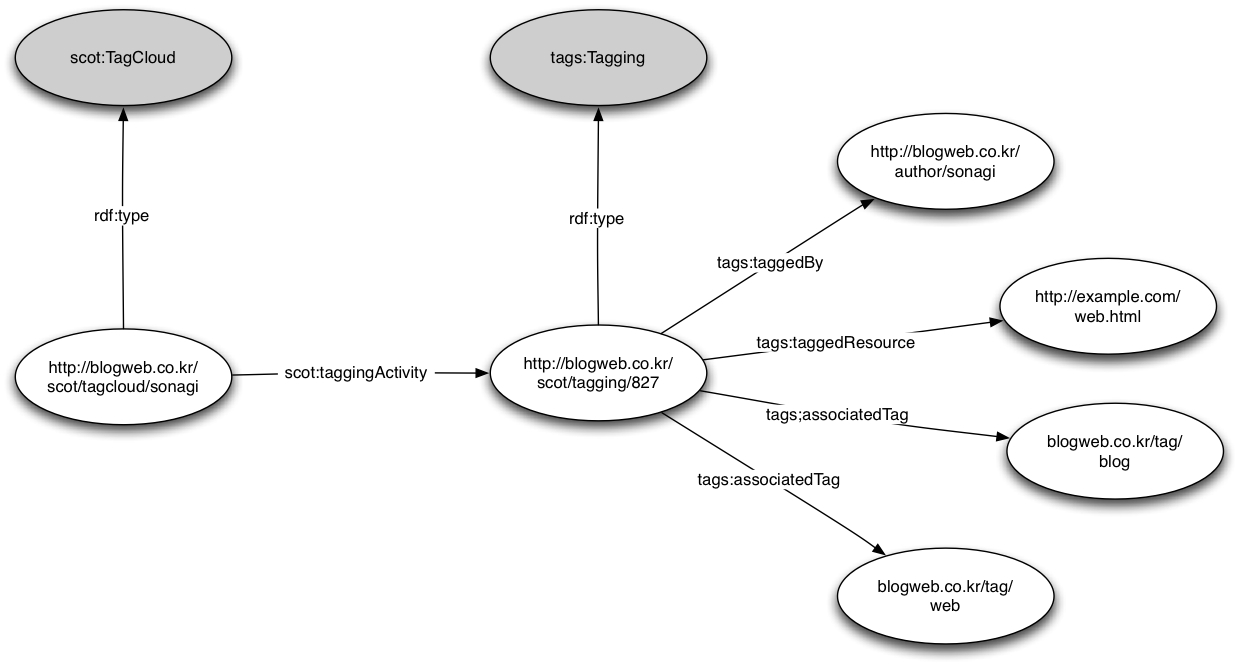 scot:TagCloud
tags:Tagging
http://blogweb.co.kr/
author/sonagi
rdf:type
rdf:type
tags:taggedBy
http://example.com/
web.html
tags:taggedResource
http://blogweb.co.kr/
scot/tagcloud/sonagi
scot:taggingActivity
http://blogweb.co.kr/
scot/tagging/827
tags;associatedTag
blogweb.co.kr/tag/
blog
tags:associatedTag
blogweb.co.kr/tag/
web